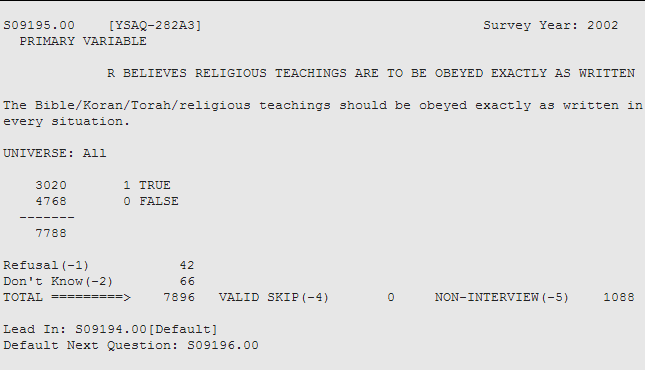 S09195.00    [YSAQ-282A3]                                      Survey Year: 2002
  PRIMARY VARIABLE
R BELIEVES RELIGIOUS TEACHINGS ARE TO BE OBEYED EXACTLY AS WRITTEN
The Bible/Koran/Torah/religious teachings should be obeyed exactly as written in
every situation.
UNIVERSE: All
    3020       1 TRUE
    4768       0 FALSE
  -------
    7788
Refusal(-1)           42
Don't Know(-2)        66
TOTAL =========>    7896   VALID SKIP(-4)       0     NON-INTERVIEW(-5)    1088
Lead In: S09194.00[Default]
Default Next Question: S09196.00